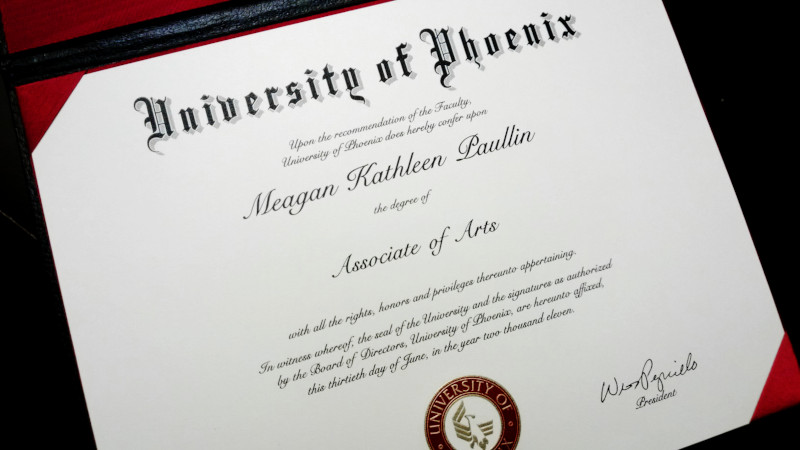 University of Phoenix
Upon the recommendation of the Faculty,
University of Phoenix does hereby confer upon
Meagan Kathleen Paullin
the degree of
Associate of Arts
with all the rights, honors and privileges thereunto appertaining.
In witness whereof, the seal of the University and the signatures as authorized
by the Board of Directors, University of Phoenix, are hereunto affixed,
this thirtieth day of June, in the year two thousand eleven.
President
UNIVERSITY OF